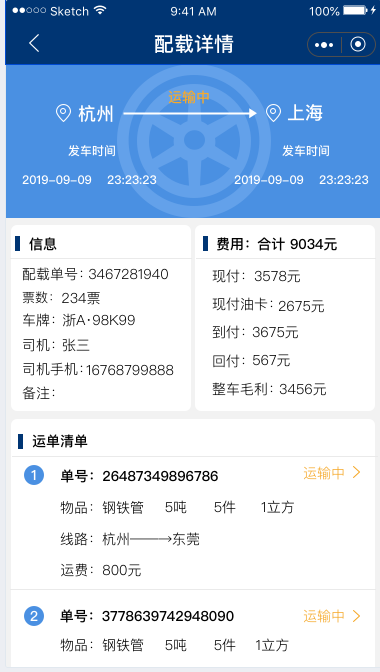 Sketch 9:41 AM 100%
配载详情
运输中
杭州 上海
发车时间 发车时间
2019-09-09 23:23:23 2019-09-09 23:23:23
信息
配载单号：3467281940
票数：234票
车牌：浙A·98K99
司机：张三
司机手机：16768799888
备注：
费用：合计 9034元
现付：3578元
现付油卡：2675元
到付：3675元
回付：567元
整车毛利：3456元
运单清单
1 单号：26487349896786 运输中
物品：钢铁管 5吨 5件 1立方
线路：杭州——→东莞
运费：800元
2 单号：3778639742948090 运输中
物品：钢铁管 5吨 5件 1立方